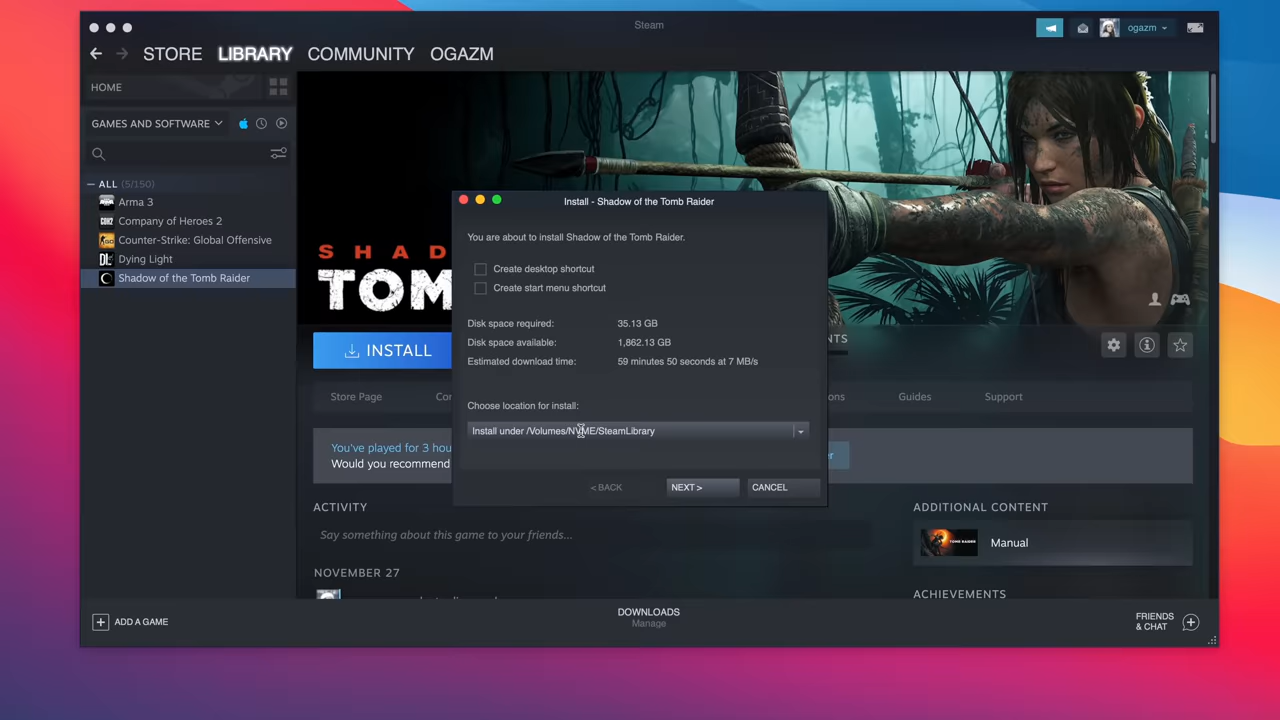 Steam
ogazm
STORE LIBRARY COMMUNITY OGAZM
HOME
GAMES AND SOFTWARE
ALL (5/150)
Arma 3
Company of Heroes 2
Counter-Strike: Global Offensive
Dying Light
Shadow of the Tomb Raider
SHAD
TOM
Install - Shadow of the Tomb Raider
You are about to install Shadow of the Tomb Raider.
Create desktop shortcut
Create start menu shortcut
Disk space required: 35.13 GB
Disk space available: 1,862.13 GB
Estimated download time: 59 minutes 50 seconds at 7 MB/s
Choose location for install:
Install under /Volumes/NVME/SteamLibrary
< BACK NEXT > CANCEL
INSTALL
NTS
Store Page Co ons Guides Support
You've played for 3 hou
Would you recommend
er
ACTIVITY
Say something about this game to your friends...
NOVEMBER 27
ADDITIONAL CONTENT
Manual
ACHIEVEMENTS
ADD A GAME
DOWNLOADS
Manage
FRIENDS
& CHAT